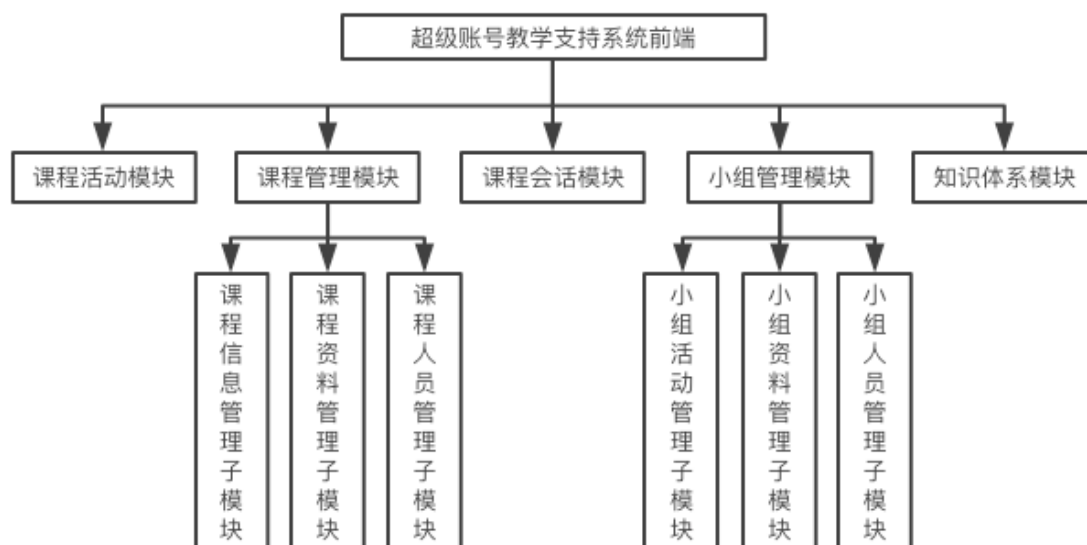 超级账号教学支持系统前端
课程活动模块
课程管理模块
课程会话模块
小组管理模块
知识体系模块
课程信息管理子模块
课程资料管理子模块
课程人员管理子模块
小组活动管理子模块
小组资料管理子模块
小组人员管理子模块